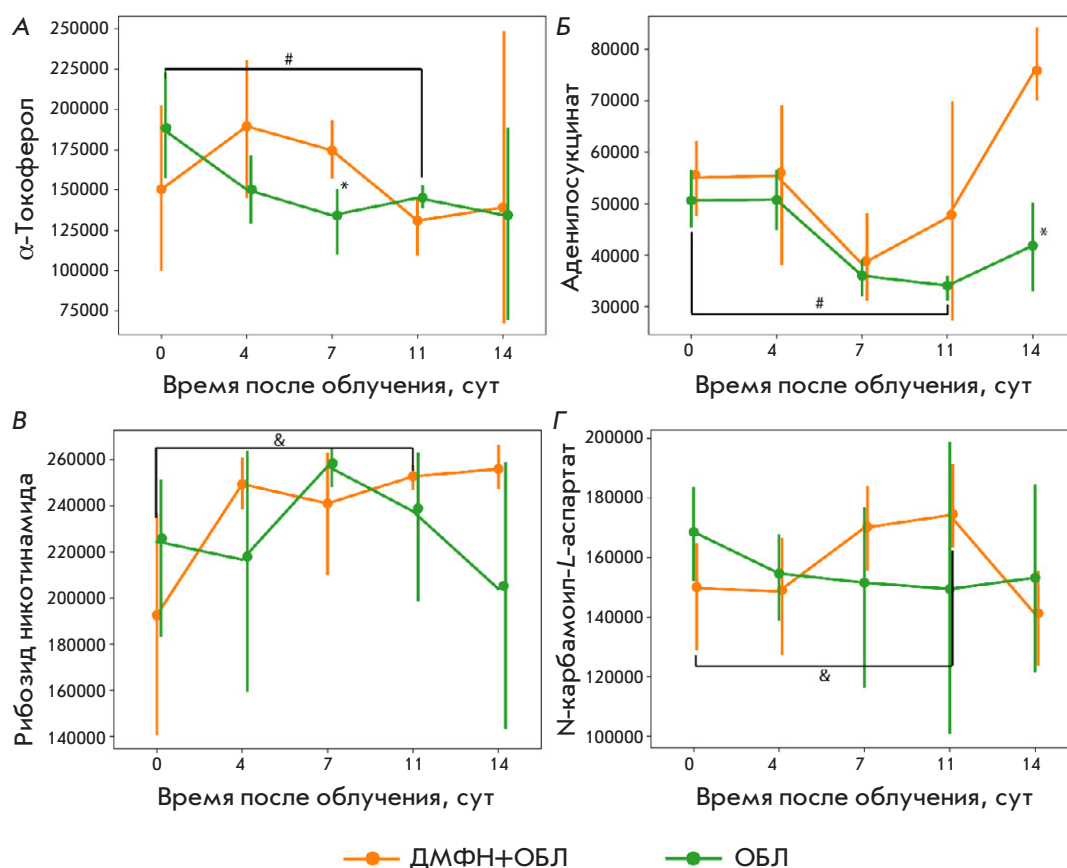 А
α-Токоферол
250000
225000
200000
175000
150000
125000
100000
75000
#
*
0 4 7 11 14
Время после облучения, сут
Б
Аденилосукцинат
80000
70000
60000
50000
40000
30000
#
*
0 4 7 11 14
Время после облучения, сут
В
Рибозид никотинамида
260000
240000
220000
200000
180000
160000
140000
&
0 4 7 11 14
Время после облучения, сут
Г
N-карбамоил-L-аспартат
200000
180000
160000
140000
120000
100000
&
0 4 7 11 14
Время после облучения, сут
ДМФН+ОБЛ ОБЛ